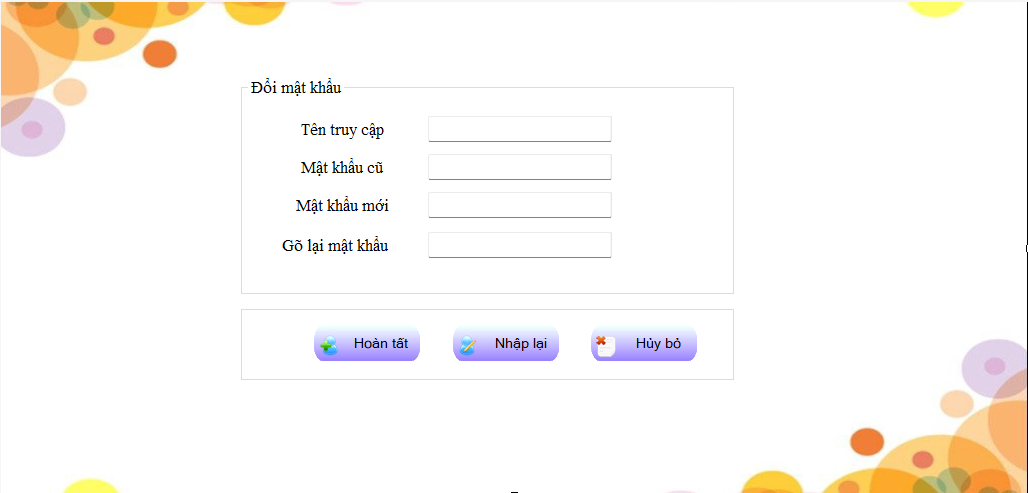 Đổi mật khẩu
Tên truy cập
Mật khẩu cũ
Mật khẩu mới
Gõ lại mật khẩu
Hoàn tất Nhập lại Hủy bỏ